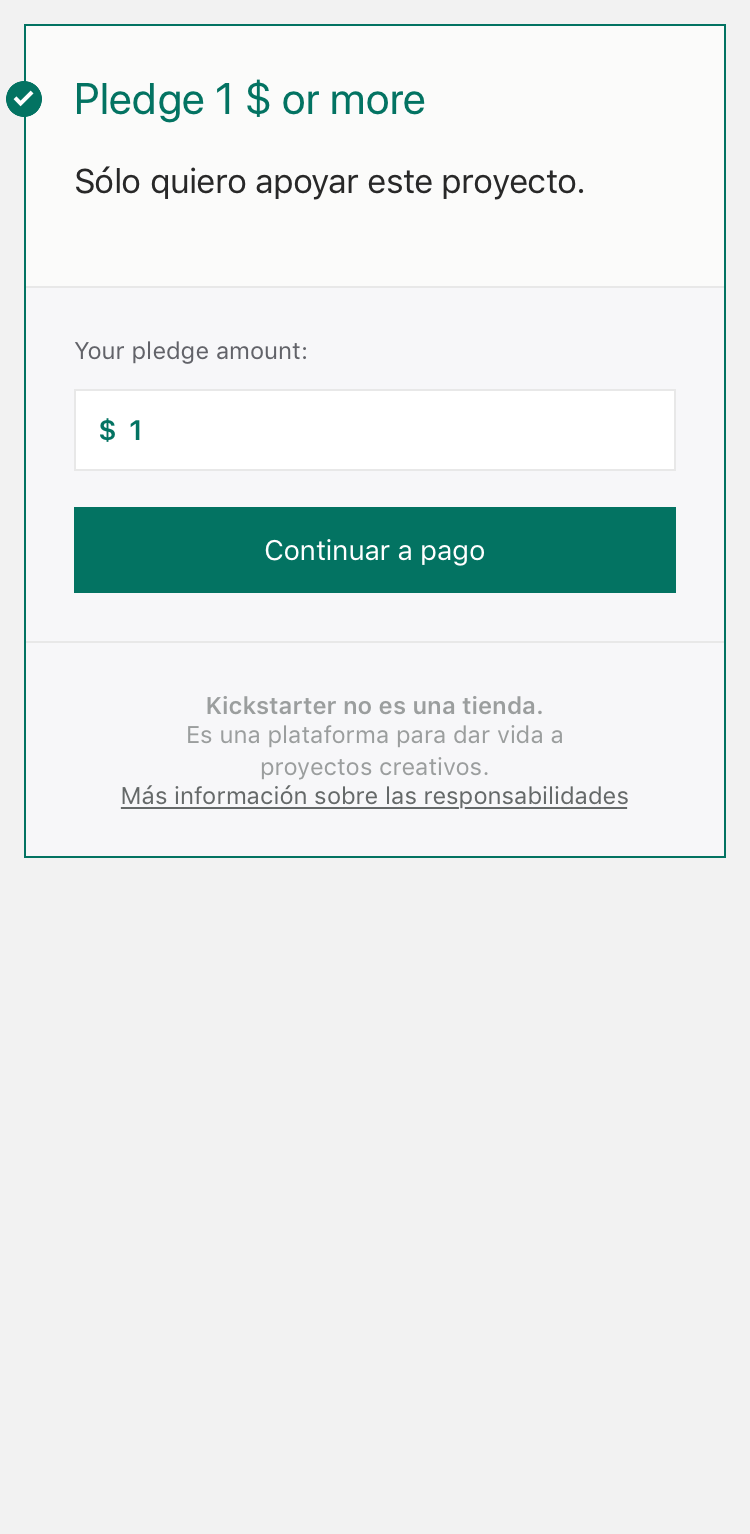 Pledge 1 $ or more
Sólo quiero apoyar este proyecto.
Your pledge amount:
$ 1
Continuar a pago
Kickstarter no es una tienda.
Es una plataforma para dar vida a
proyectos creativos.
Más información sobre las responsabilidades